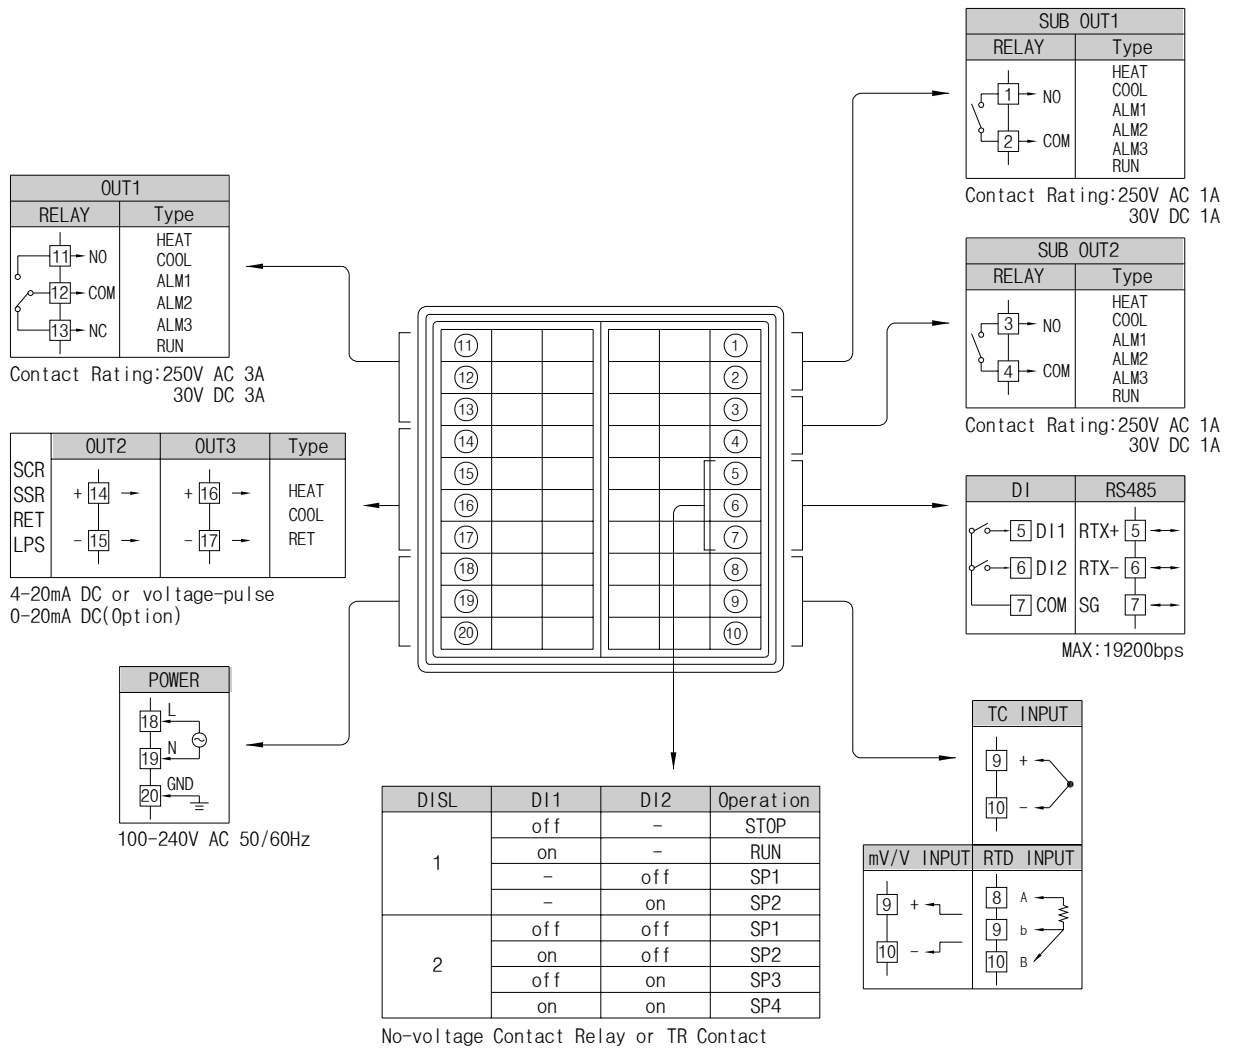 SUB OUT1
RELAY Type
1 NO
2 COM
HEAT
COOL
ALM1
ALM2
ALM3
RUN
Contact Rating:250V AC 1A
30V DC 1A
OUT1
RELAY Type
11 NO
12 COM
13 NC
HEAT
COOL
ALM1
ALM2
ALM3
RUN
Contact Rating:250V AC 3A
30V DC 3A
SUB OUT2
RELAY Type
3 NO
4 COM
HEAT
COOL
ALM1
ALM2
ALM3
RUN
Contact Rating:250V AC 1A
30V DC 1A
11 1
12 2
13 3
14 4
15 5
16 6
17 7
18 8
19 9
20 10
OUT2 OUT3 Type
SCR
SSR
RET
LPS
+ 14 + 16
- 15 - 17
HEAT
COOL
RET
4-20mA DC or voltage-pulse
0-20mA DC(Option)
DI RS485
5 DI1 RTX+ 5
6 DI2 RTX- 6
7 COM SG 7
MAX:19200bps
POWER
18 L
19 N
20 GND
100-240V AC 50/60Hz
TC INPUT
9 +
10 -
mV/V INPUT RTD INPUT
9 +
10 -
8 A
9 b
10 B
DISL DI1 DI2 Operation
1
off - STOP
on - RUN
- off SP1
- on SP2
2
off off SP1
on off SP2
off on SP3
on on SP4
No-voltage Contact Relay or TR Contact